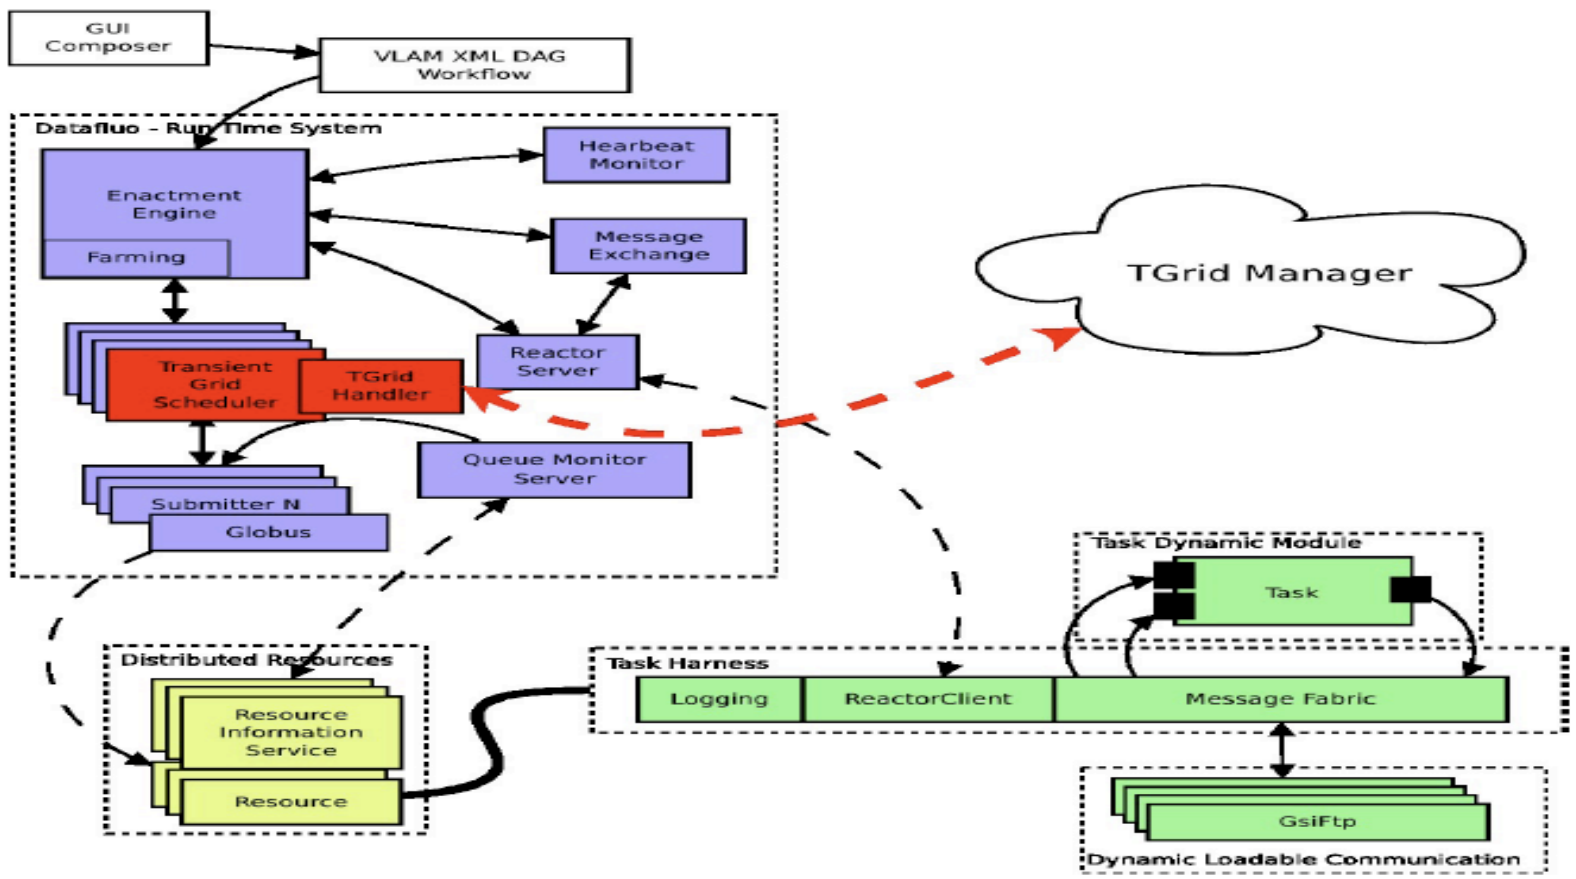 GUI
Composer
VLAM XML DAG
Workflow
Datafluo - Run Time System
Hearbeat
Monitor
Enactment
Engine
Farming
Message
Exchange
TGrid Manager
Transient
Grid
Scheduler
TGrid
Handler
Reactor
Server
Queue Monitor
Server
Submitter N
Globus
Task Dynamic Module
Task
Distributed Resources
Resource
Information
Service
Resource
Task Harness
Logging
ReactorClient
Message Fabric
GsiFtp
Dynamic Loadable Communication